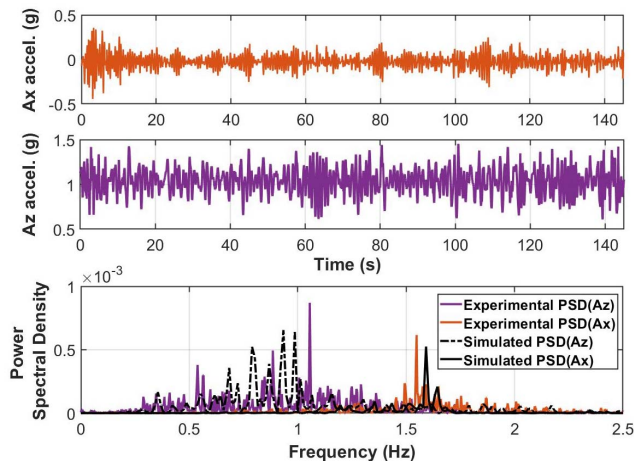 Ax accel. (g)
0.5
0
-0.5
0 20 40 60 80 100 120 140
Az accel. (g)
1.5
1
0.5
0 20 40 60 80 100 120 140
Time (s)
×10-3
Power
Spectral Density
1
0.5
0
Experimental PSD(Az)
Experimental PSD(Ax)
Simulated PSD(Az)
Simulated PSD(Ax)
0 0.5 1 1.5 2 2.5
Frequency (Hz)